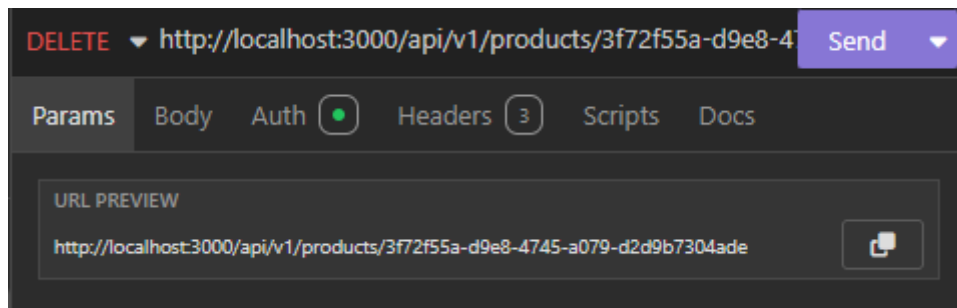 DELETE http://localhost:3000/api/v1/products/3f72f55a-d9e8-47 Send
Params Body Auth Headers 3 Scripts Docs
URL PREVIEW
http://localhost:3000/api/v1/products/3f72f55a-d9e8-4745-a079-d2d9b7304ade